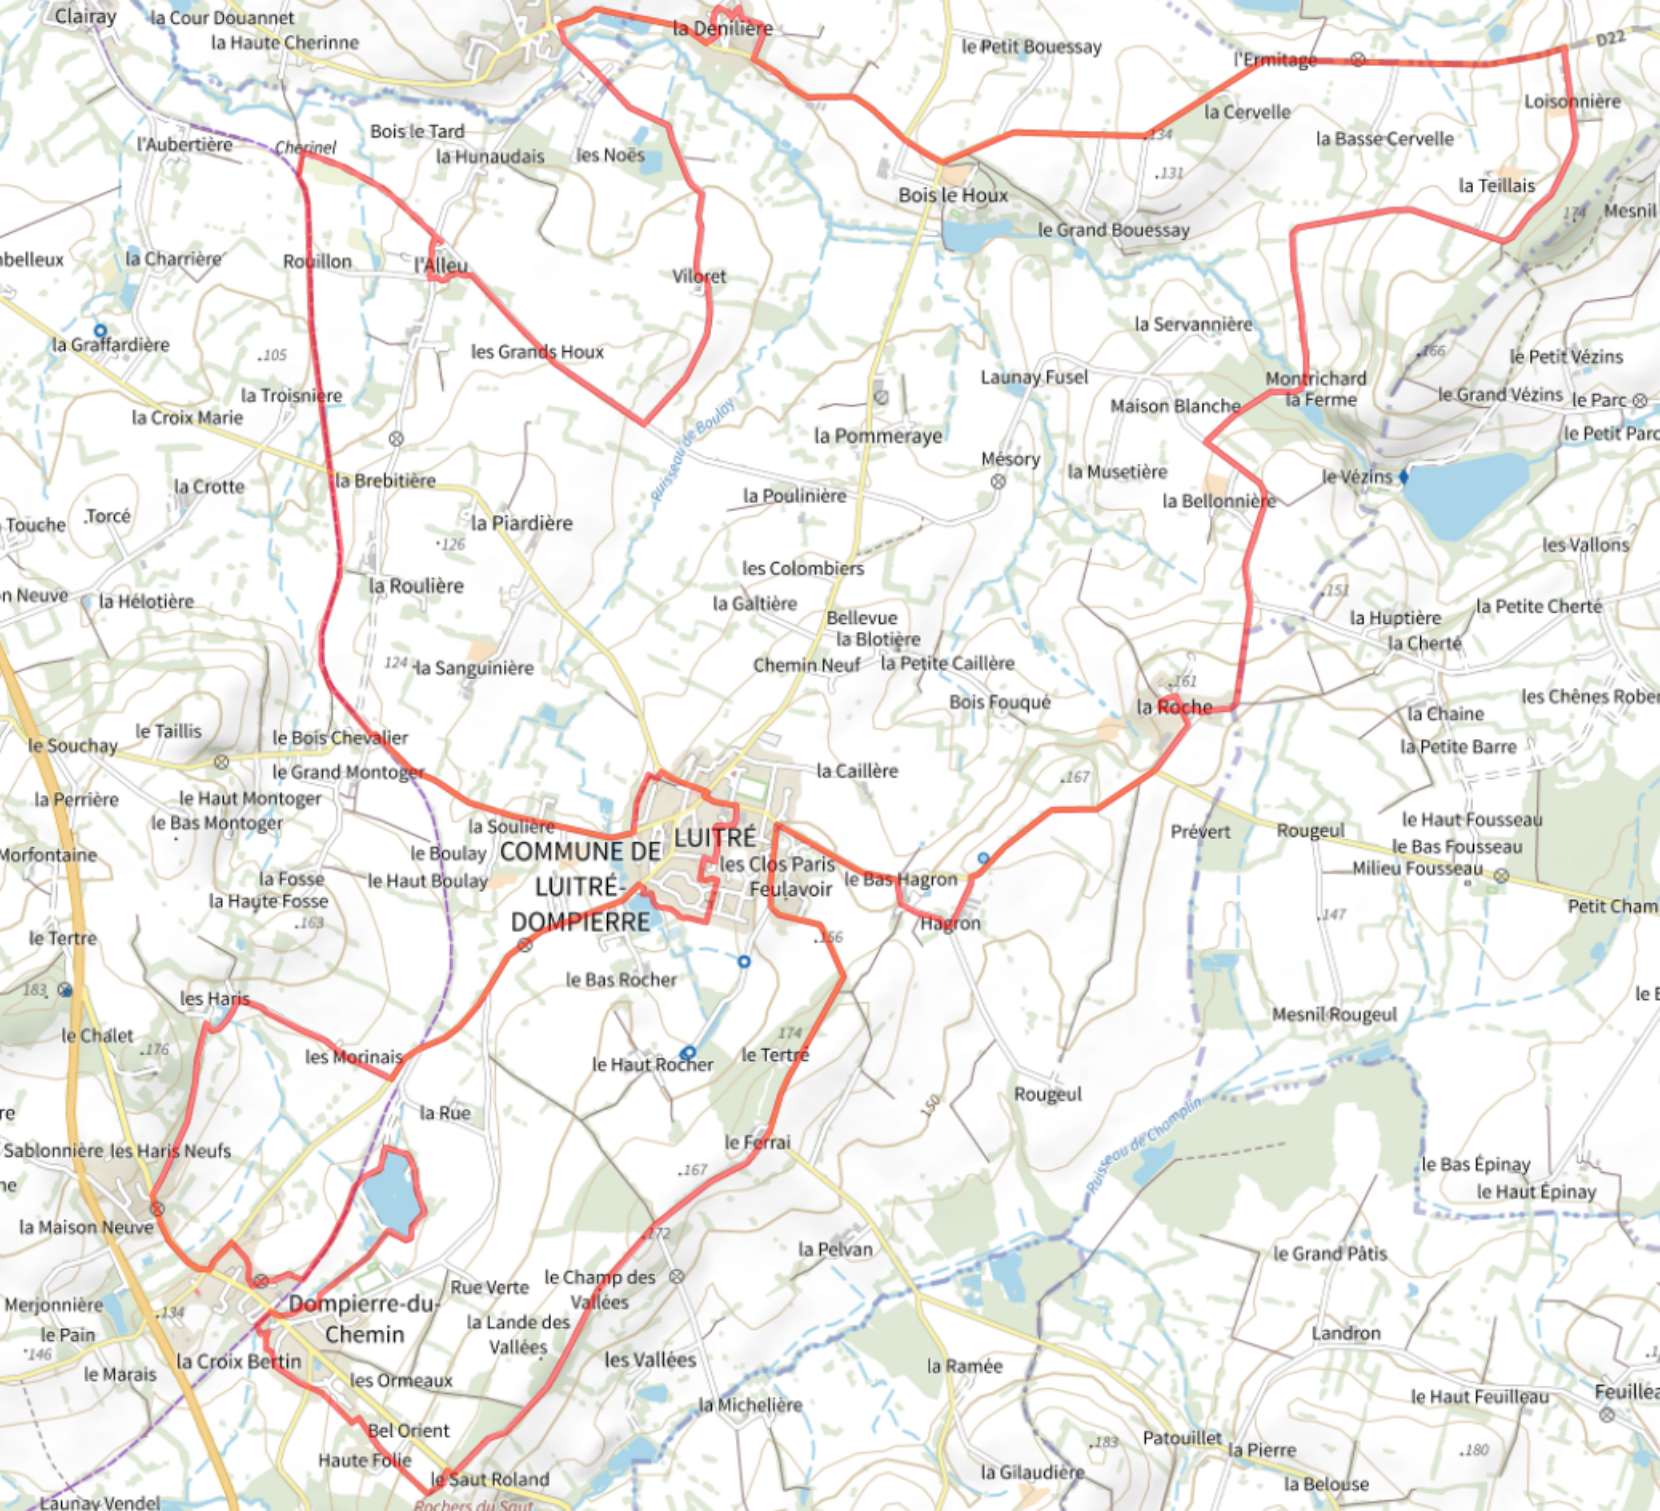 Clairay
la Cour Douannet
la Haute Cherinne
la Denilière
le Petit Bouessay
l'Ermitage
D22
Loisonnière
la Cervelle
134
la Basse Cervelle
l'Aubertière
Cherinel
Bois le Tard
la Hunaudais
les Noës
131
la Teillais
174
Mesnil
Bois le Houx
le Grand Bouessay
belleux
la Charrière
Rouillon
l'Alleu
Viloret
la Servannière
la Graffardière
105
les Grands Houx
166
le Petit Vézins
Launay Fusel
Montrichard
la Ferme
le Grand Vézins
le Parc
la Troisnière
la Croix Marie
Maison Blanche
Ruisseau de Boulay
la Pommeraye
le Petit Parc
Mésory
la Musetière
le Vézins
la Crotte
la Brebitière
la Poulinière
la Bellonnière
Touche
Torcé
la Piardière
126
les Vallons
les Colombiers
n Neuve
la Hélotière
la Roulière
la Galtière
151
la Petite Cherté
Bellevue
la Huptière
la Blotière
la Cherté
124
la Sanguinière
Chemin Neuf
la Petite Caillère
161
Bois Fouqué
la Roche
les Chênes Rober
la Chaine
le Taillis
le Souchay
le Bois Chevalier
la Petite Barre
le Grand Montoger
la Caillère
167
la Perrière
le Haut Montoger
le Bas Montoger
la Soulière
LUITRÉ
Prévert
Rougeul
le Haut Fousseau
le Bas Fousseau
Morfontaine
le Boulay
COMMUNE DE
LUITRÉ-
DOMPIERRE
les Clos Paris
Feulavoir
le Bas Hagron
Milieu Fousseau
la Fosse
le Haut Boulay
la Haute Fosse
163
Hagron
147
Petit Cham
le Tertre
156
le Bas Rocher
183
les Haris
Mesnil Rougeul
le Chalet
176
les Morinais
174
le Haut Rocher
le Tertre
Rougeul
150
la Rue
Ruisseau de Champlin
Sablonnière
les Haris Neufs
le Ferrai
167
le Bas Épinay
le Haut Épinay
la Maison Neuve
172
la Pelvan
le Grand Pâtis
Rue Verte
le Champ des
Vallées
Merjonnière
134
Dompierre-du-
Chemin
la Lande des
Vallées
le Pain
146
Landron
la Croix Bertin
les Vallées
la Ramée
le Marais
les Ormeaux
le Haut Feuilleau
la Michelière
Bel Orient
Patouillet
183
la Pierre
180
Haute Folie
le Saut Roland
la Gilaudière
la Belouse
Launay Vendel
Rochers du Saut